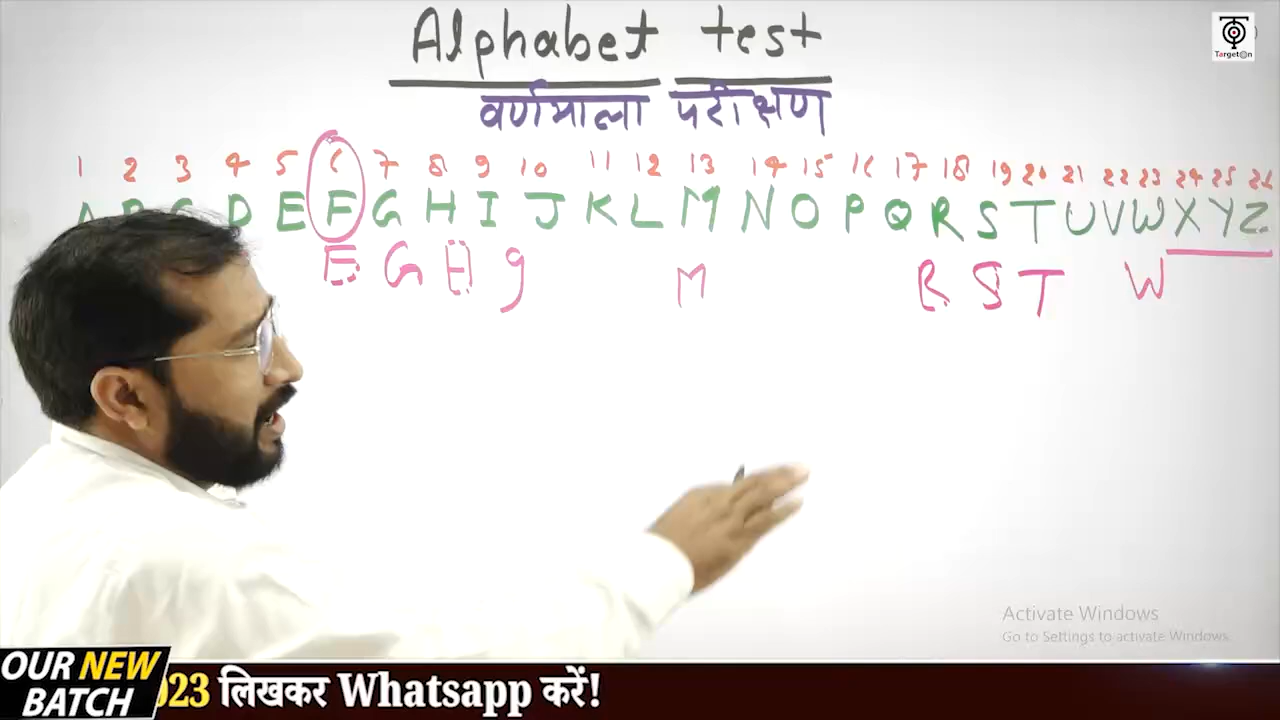 Alphabet test
वर्णमाला परीक्षण
TargetOn
1 2 3 4 5 6 7 8 9 10 11 12 13 14 15 16 17 18 19 20 21 22 23 24 25 26
D E F G H I J K L M N O P Q R S T U V W X Y Z
G H 9 M R S T W
Activate Windows
Go to Settings to activate Windows.
OUR NEW BATCH
023 लिखकर Whatsapp करें!